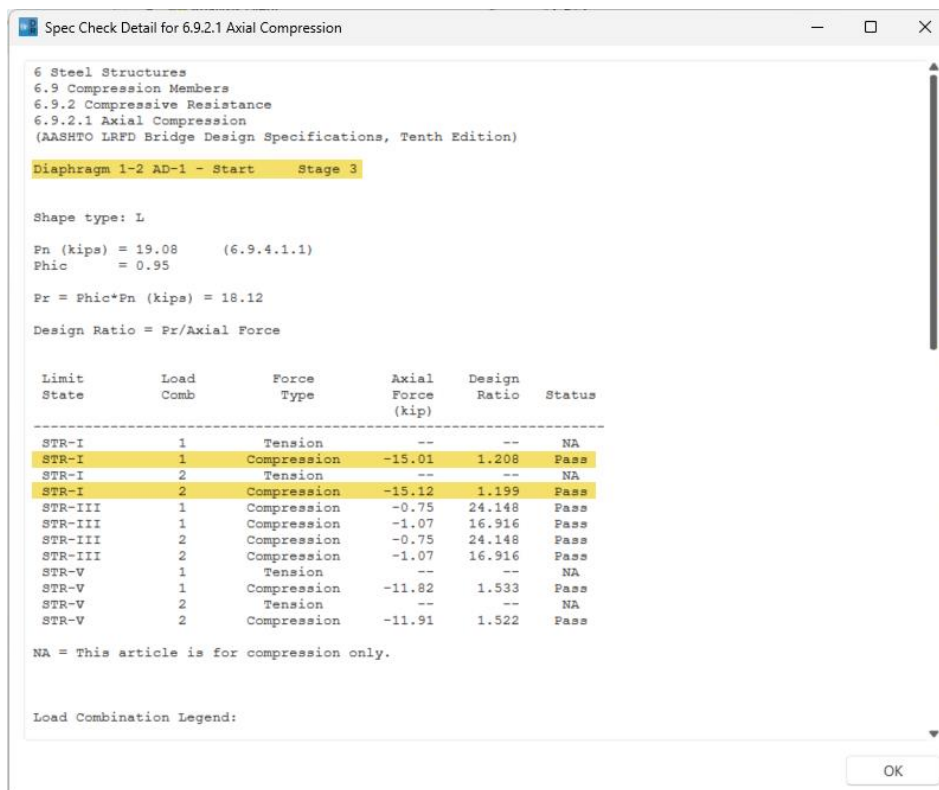 Spec Check Detail for 6.9.2.1 Axial Compression
6 Steel Structures
6.9 Compression Members
6.9.2 Compressive Resistance
6.9.2.1 Axial Compression
(AASHTO LRFD Bridge Design Specifications, Tenth Edition)
Diaphragm 1-2 AD-1 - Start Stage 3
Shape type: L
Pn (kips) = 19.08 (6.9.4.1.1)
Phic = 0.95
Pr = Phic*Pn (kips) = 18.12
Design Ratio = Pr/Axial Force
Limit Load Force Axial Design
State Comb Type Force Ratio Status
(kip)
STR-I 1 Tension -- -- NA
STR-I 1 Compression -15.01 1.208 Pass
STR-I 2 Tension -- -- NA
STR-I 2 Compression -15.12 1.199 Pass
STR-III 1 Compression -0.75 24.148 Pass
STR-III 1 Compression -1.07 16.916 Pass
STR-III 2 Compression -0.75 24.148 Pass
STR-III 2 Compression -1.07 16.916 Pass
STR-V 1 Tension -- -- NA
STR-V 1 Compression -11.82 1.533 Pass
STR-V 2 Tension -- -- NA
STR-V 2 Compression -11.91 1.522 Pass
NA = This article is for compression only.
Load Combination Legend:
OK